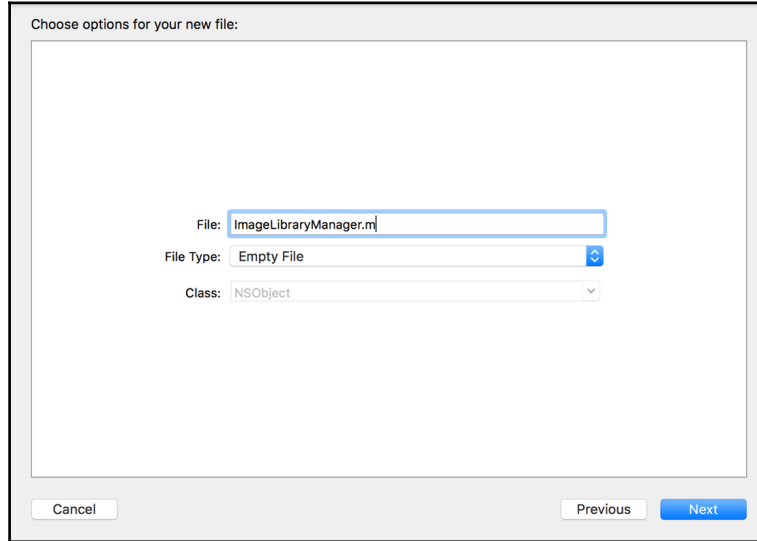 Choose options for your new file:
File: ImageLibraryManager.m
File Type: Empty File
Class: NSObject
Cancel Previous Next